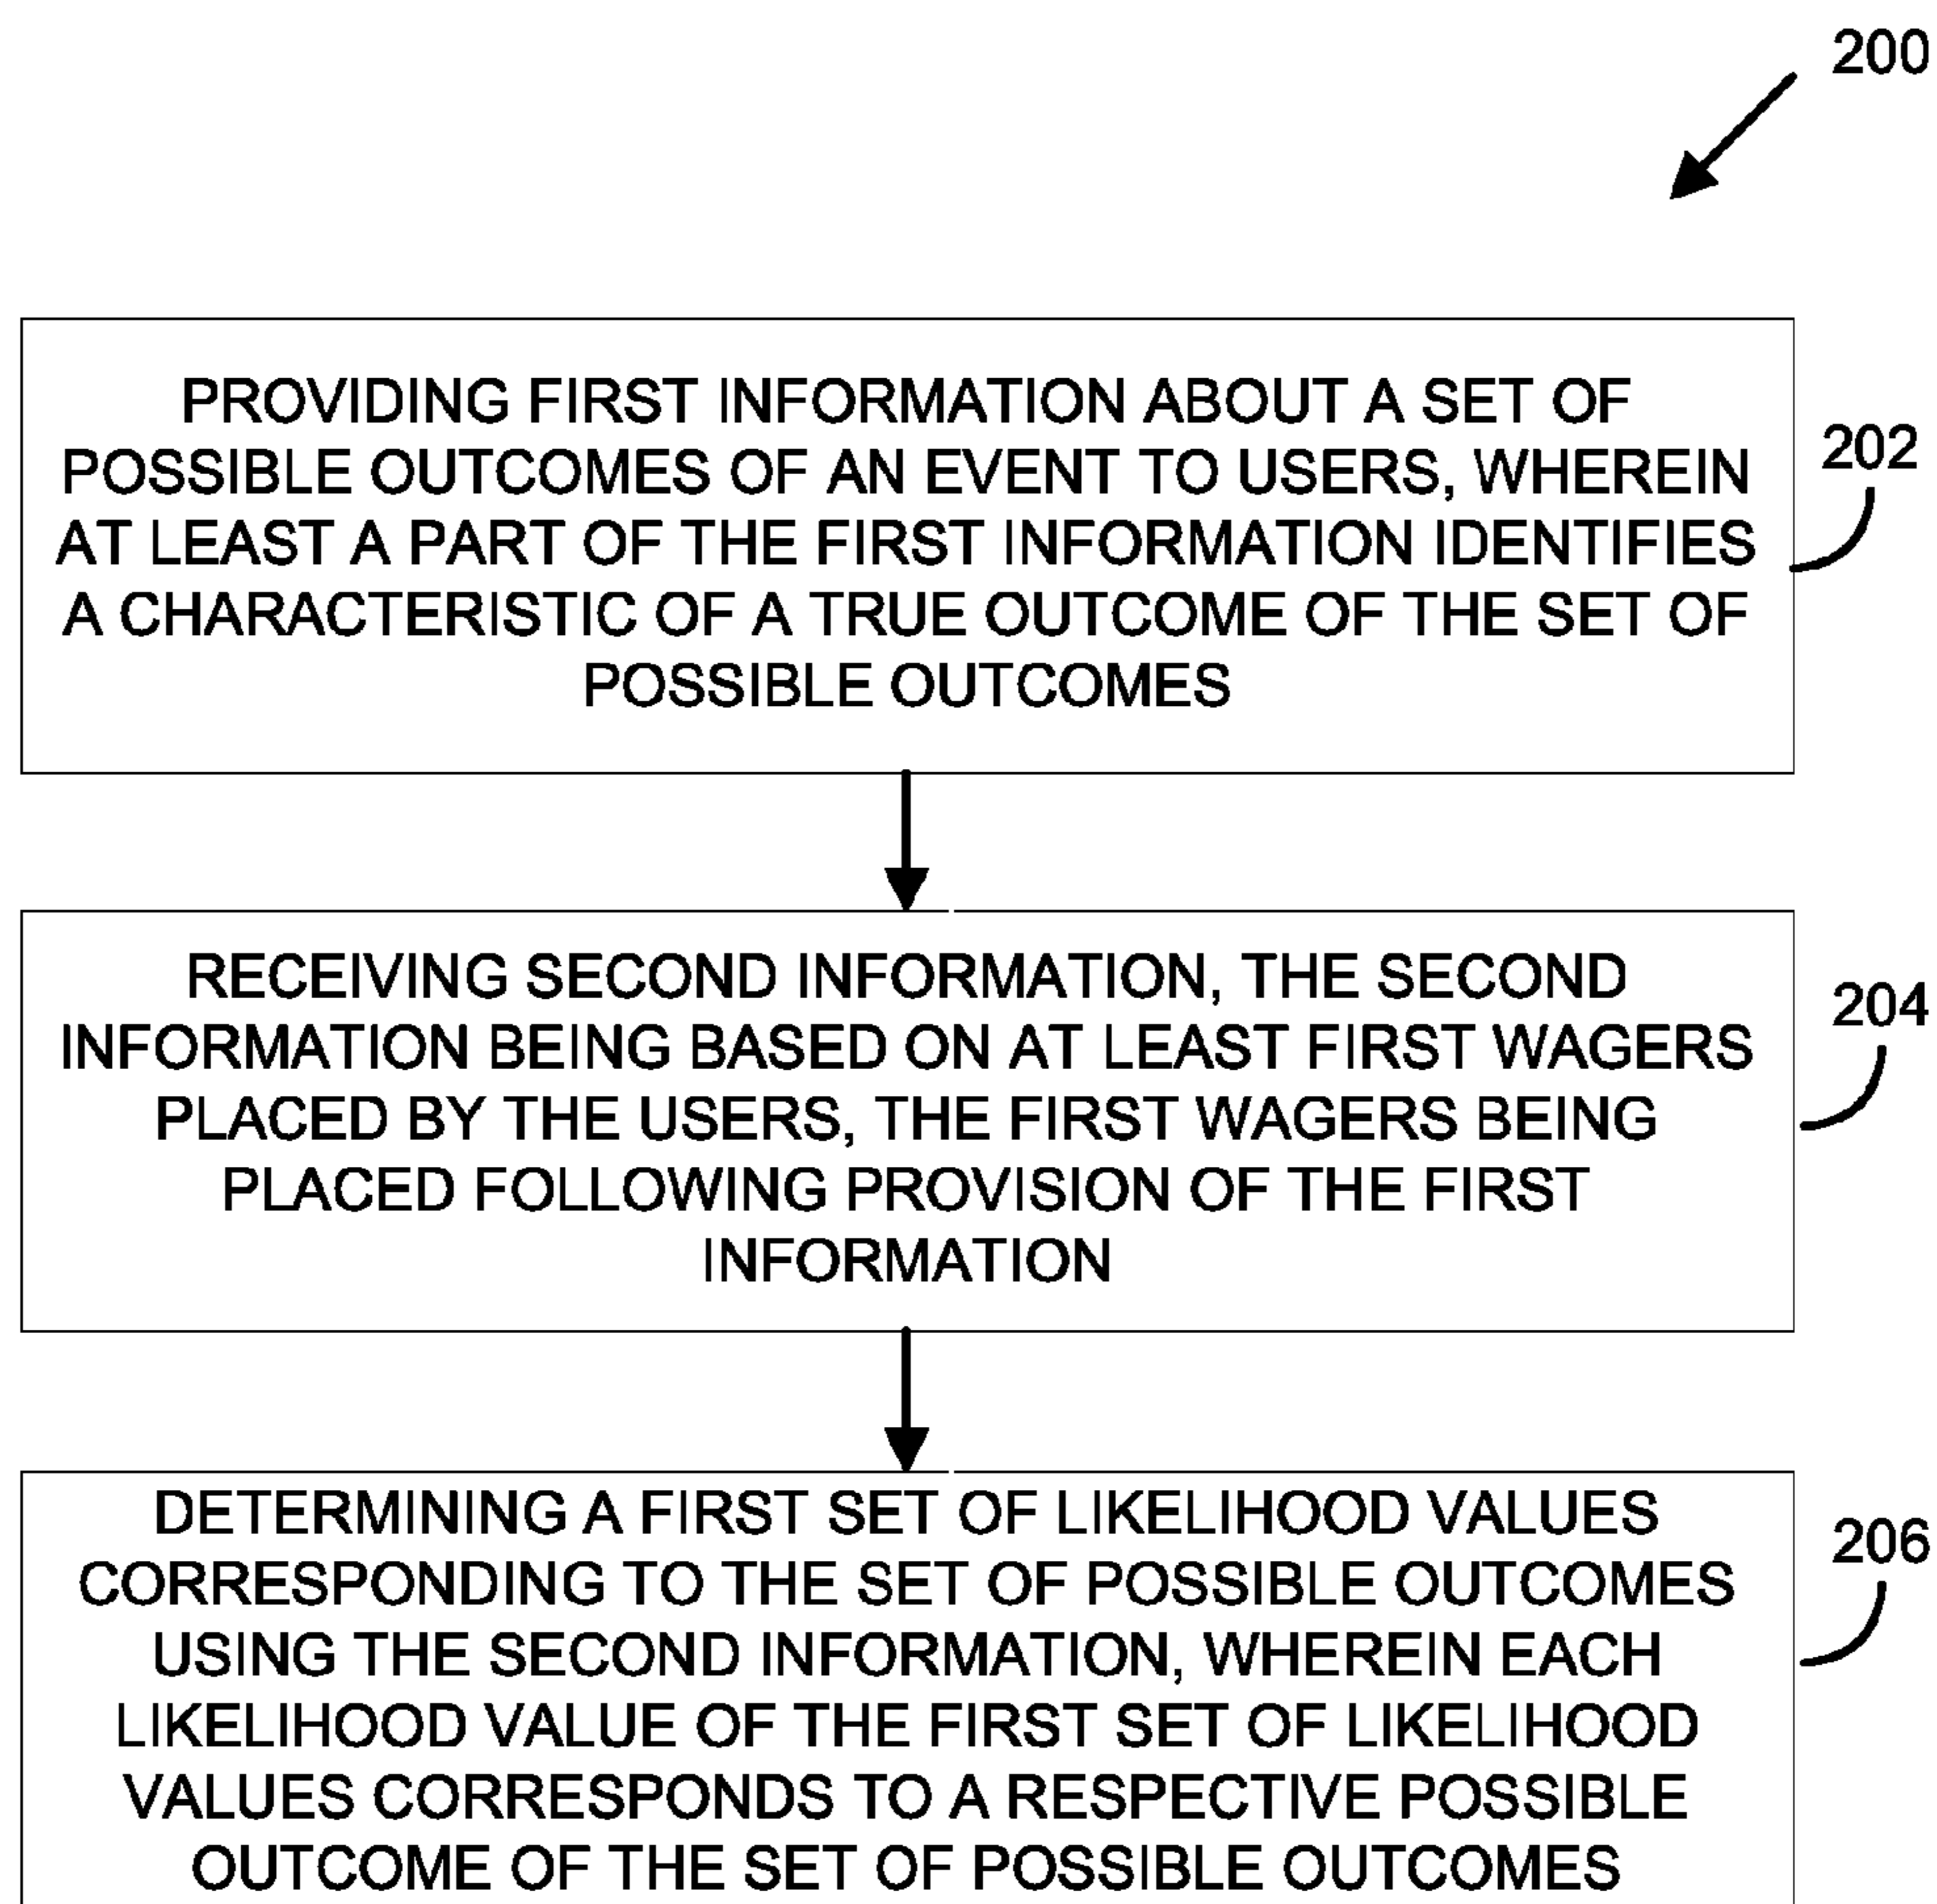 200
PROVIDING FIRST INFORMATION ABOUT A SET OF
POSSIBLE OUTCOMES OF AN EVENT TO USERS, WHEREIN
AT LEAST A PART OF THE FIRST INFORMATION IDENTIFIES
A CHARACTERISTIC OF A TRUE OUTCOME OF THE SET OF
POSSIBLE OUTCOMES
202
RECEIVING SECOND INFORMATION, THE SECOND
INFORMATION BEING BASED ON AT LEAST FIRST WAGERS
PLACED BY THE USERS, THE FIRST WAGERS BEING
PLACED FOLLOWING PROVISION OF THE FIRST
INFORMATION
204
DETERMINING A FIRST SET OF LIKELIHOOD VALUES
CORRESPONDING TO THE SET OF POSSIBLE OUTCOMES
USING THE SECOND INFORMATION, WHEREIN EACH
LIKELIHOOD VALUE OF THE FIRST SET OF LIKELIHOOD
VALUES CORRESPONDS TO A RESPECTIVE POSSIBLE
OUTCOME OF THE SET OF POSSIBLE OUTCOMES
206